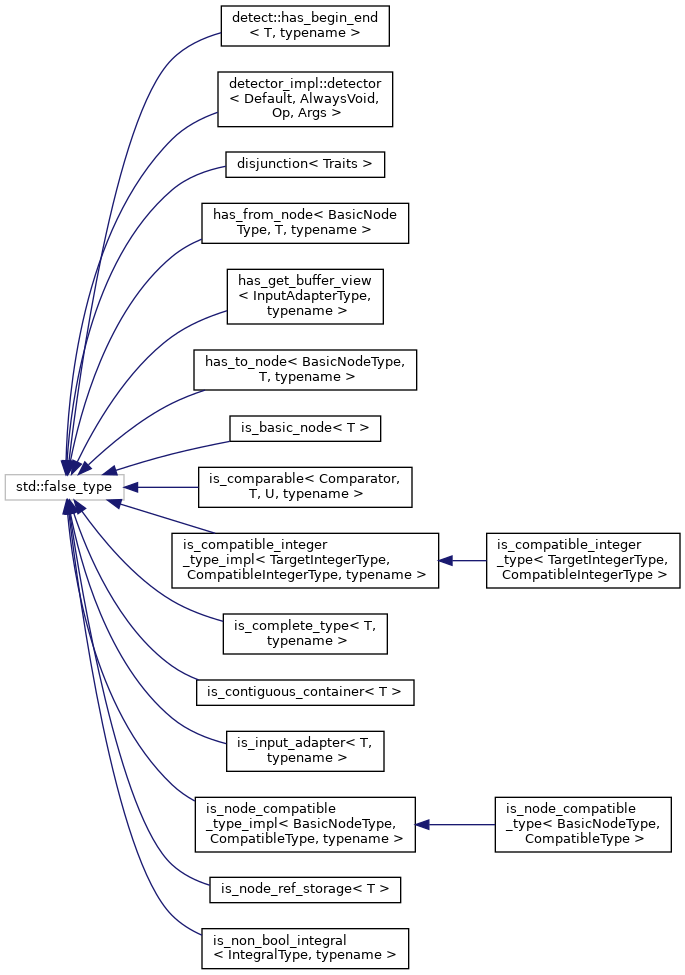 detect::has_begin_end
< T, typename >
detector_impl::detector
< Default, AlwaysVoid,
Op, Args >
disjunction< Traits >
has_from_node< BasicNode
Type, T, typename >
has_get_buffer_view
< InputAdapterType,
typename >
has_to_node< BasicNodeType,
T, typename >
is_basic_node< T >
std::false_type
is_comparable< Comparator,
T, U, typename >
is_compatible_integer
_type_impl< TargetIntegerType,
CompatibleIntegerType, typename >
is_compatible_integer
_type< TargetIntegerType,
CompatibleIntegerType >
is_complete_type< T,
typename >
is_contiguous_container< T >
is_input_adapter< T,
typename >
is_node_compatible
_type_impl< BasicNodeType,
CompatibleType, typename >
is_node_compatible
_type< BasicNodeType,
CompatibleType >
is_node_ref_storage< T >
is_non_bool_integral
< IntegralType, typename >